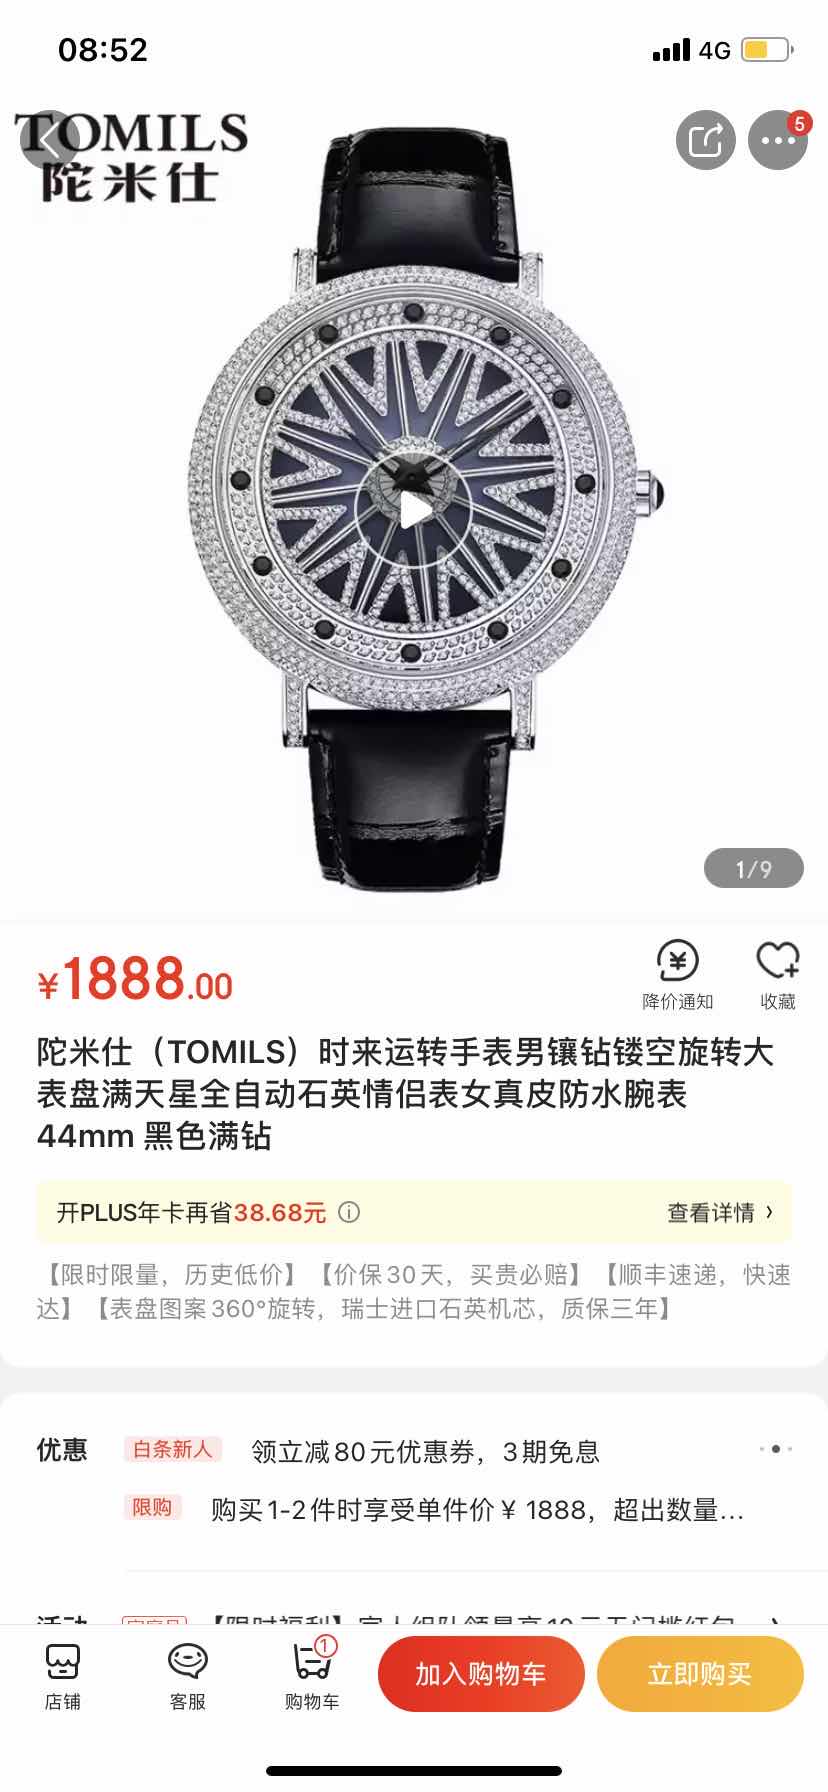 08:52
4G
TOMILS
陀米仕
5
1/9
¥1888.00
降价通知
收藏
陀米仕（TOMILS）时来运转手表男镶钻镂空旋转大
表盘满天星全自动石英情侣表女真皮防水腕表
44mm 黑色满钻
开PLUS年卡再省38.68元
查看详情 ›
【限时限量，历吏低价】【价保30天，买贵必赔】【顺丰速递，快速
达】【表盘图案360°旋转，瑞士进口石英机芯，质保三年】
优惠
白条新人 领立减80元优惠券，3期免息
限购 购买1-2件时享受单件价¥ 1888，超出数量...
活动
店铺
客服
1
购物车
加入购物车
立即购买